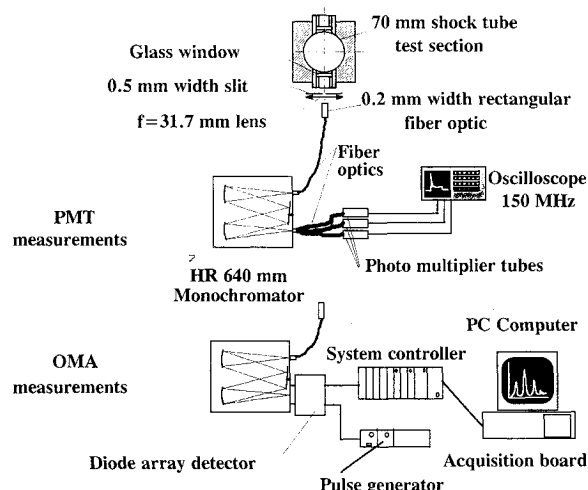 70 mm shock tube
test section
Glass window
0.5 mm width slit
0.2 mm width rectangular
fiber optic
f=31.7 mm lens
Fiber
optics
Oscilloscope
150 MHz
PMT
measurements
Photo multiplier tubes
HR 640 mm
Monochromator
PC Computer
OMA
measurements
System controller
Diode array detector
Acquisition board
Pulse generator